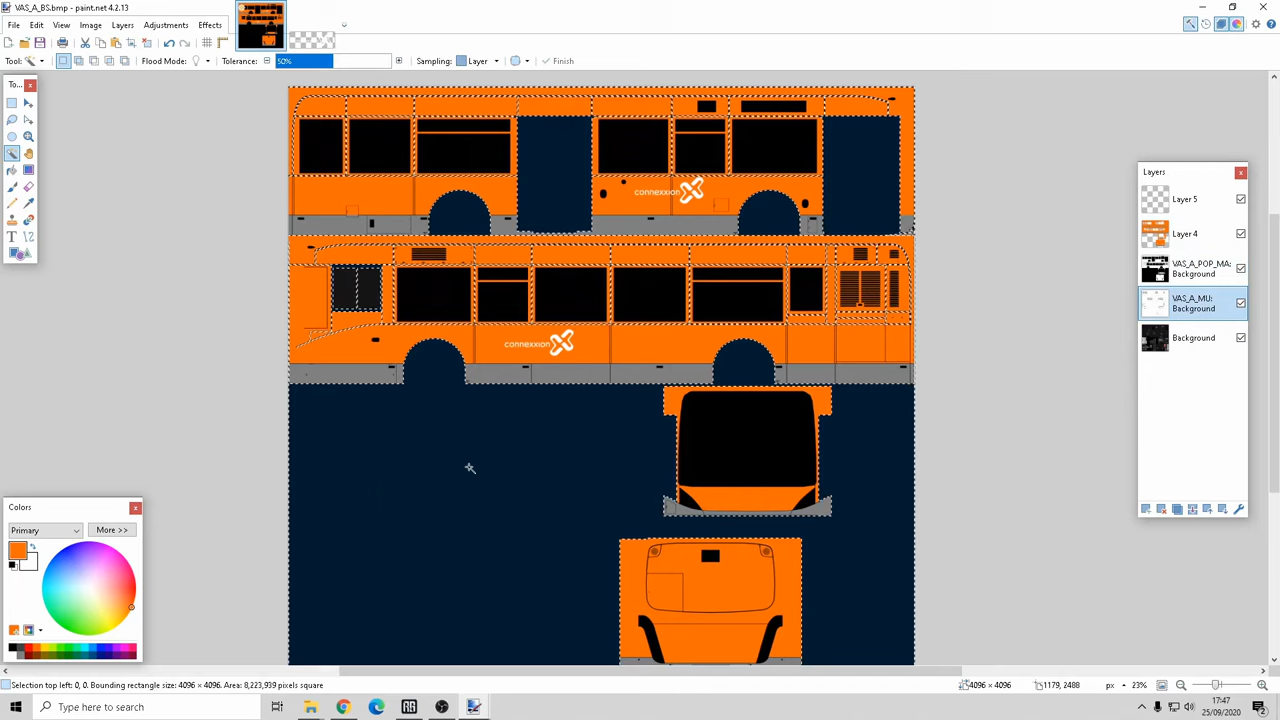 VAS_A_BS.bmp - paint.net 4.2.13
File Edit View Image Layers Adjustments Effects
Tool: Flood Mode: Tolerance: 50% Sampling: Layer Finish
To...
connexxion
connexxion
Layers
Layer 5
Layer 4
VAS_A_POP_MA:
Background
VAS_A_MU:
Background
Background
Colors
Primary
More >>
Selection top left: 0, 0. Bounding rectangle size: 4096 × 4096. Area: 8,223,939 pixels square
4096 × 4096
1179, 2488
px
23%
Type here to search
17:47
25/09/2020
2